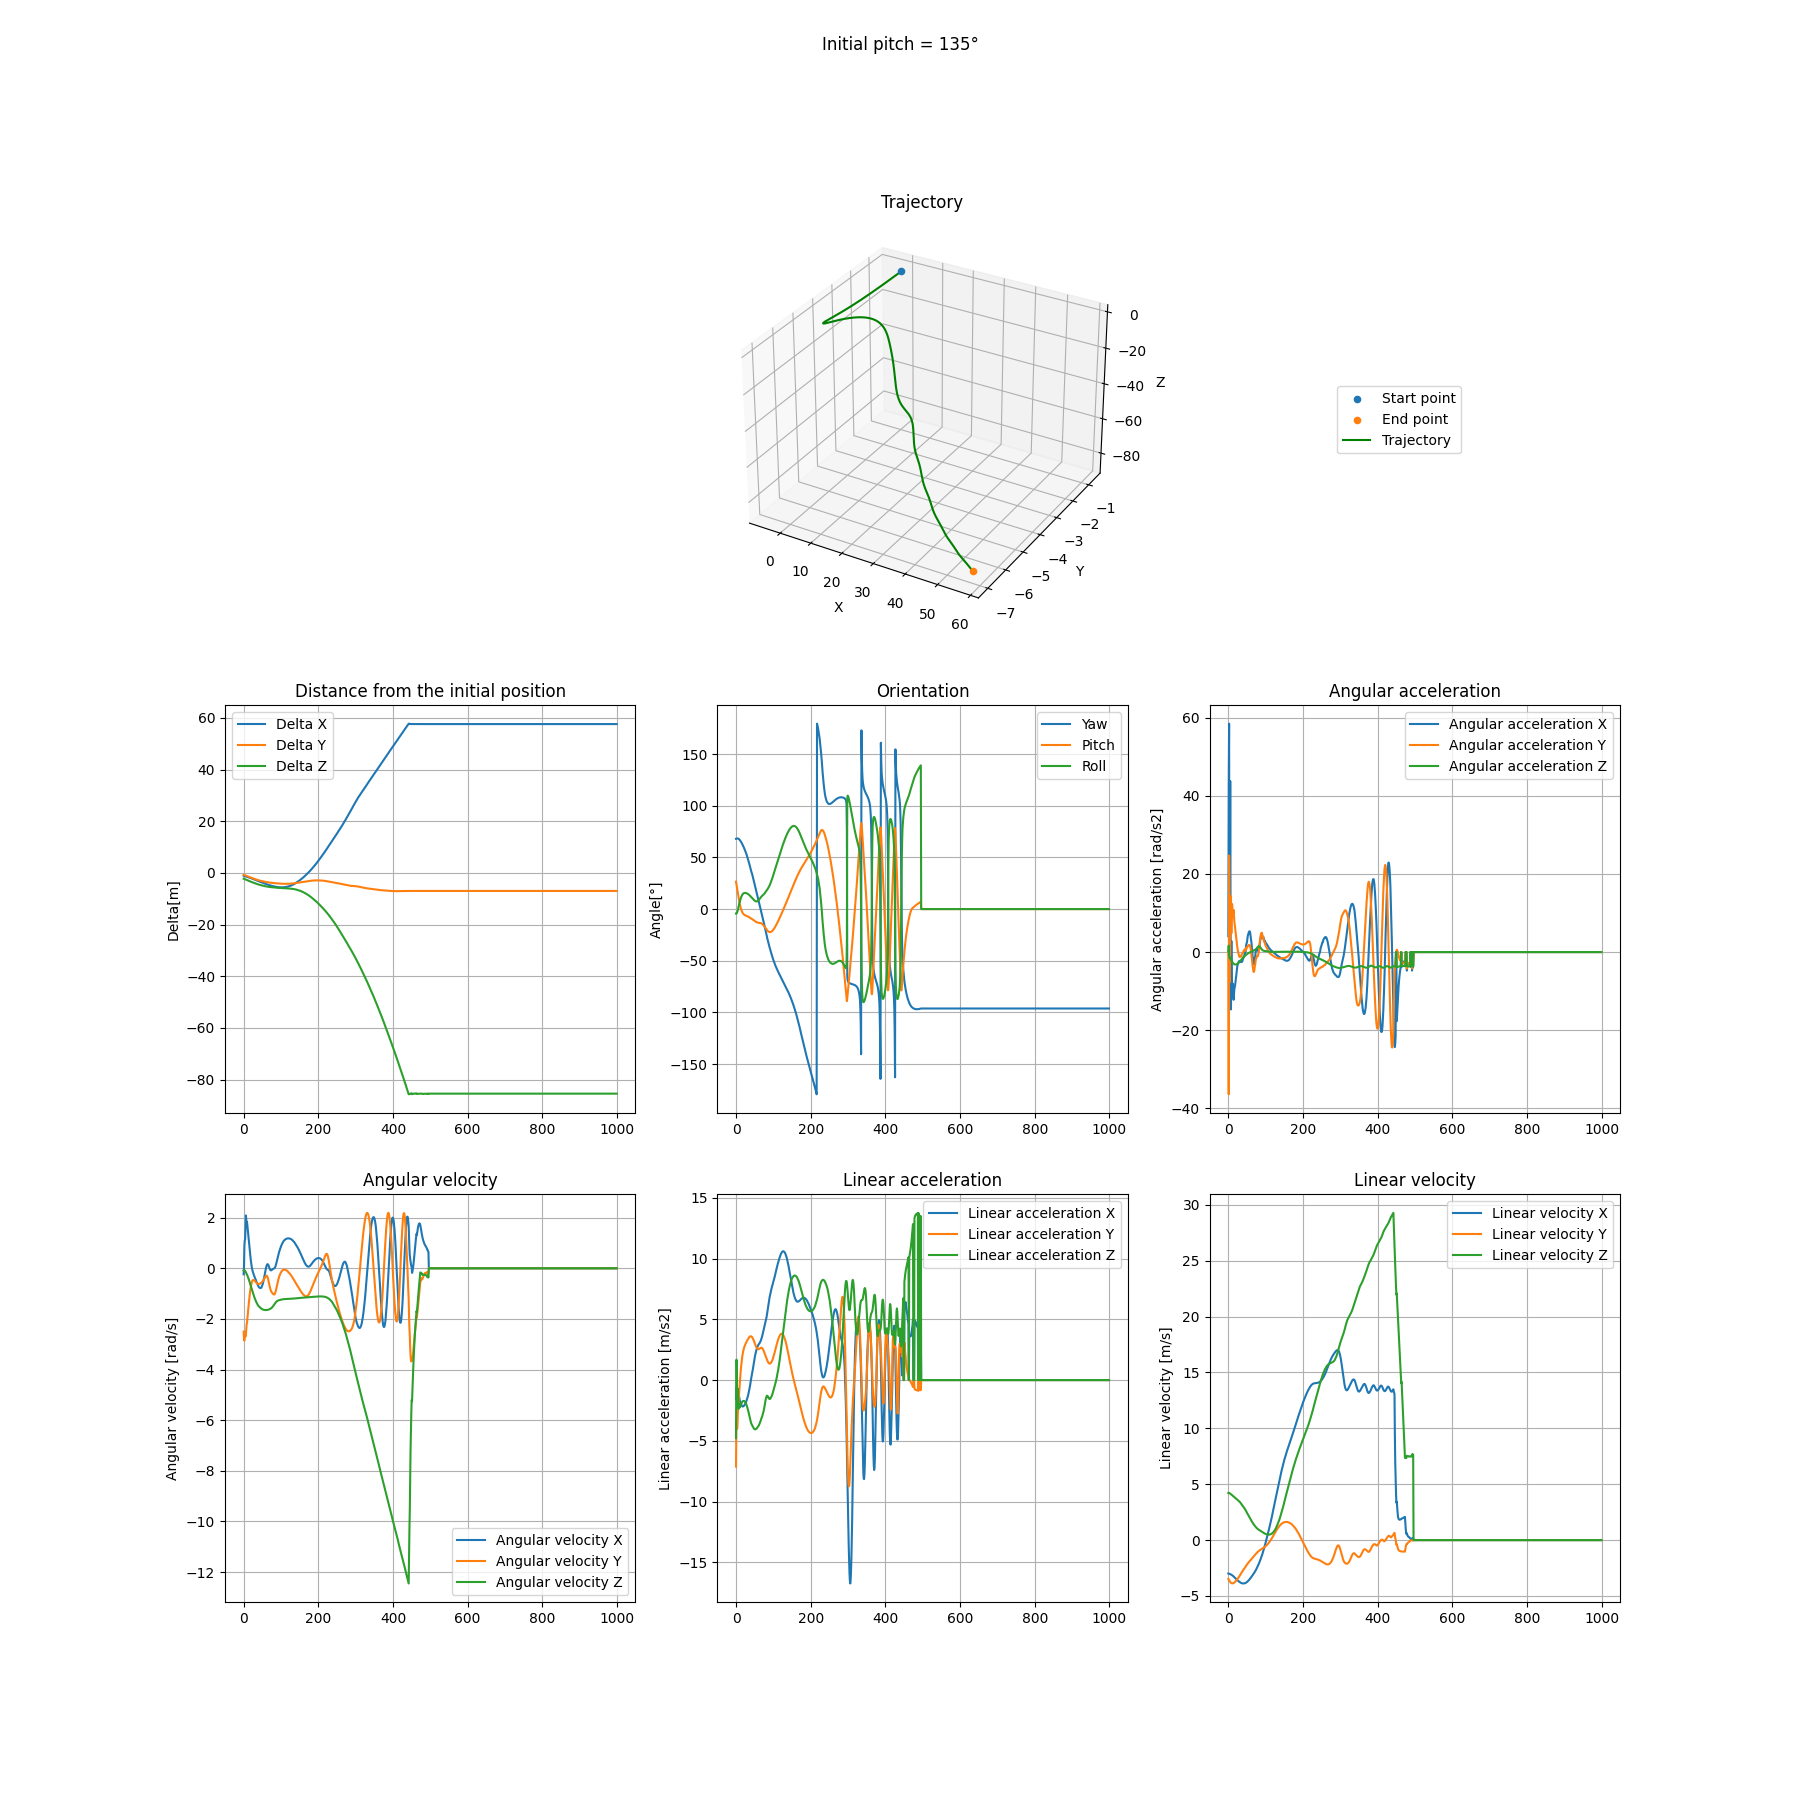 Initial pitch = 135°
Trajectory
0
−20
−40
−60
−80
Z
−1
−2
−3
−4
−5
−6
−7
Y
0
10
20
30
40
50
60
X
Start point
End point
Trajectory
Distance from the initial position
Delta[m]
60
40
20
0
−20
−40
−60
−80
Delta X
Delta Y
Delta Z
0 200 400 600 800 1000
Orientation
Angle[°]
150
100
50
0
−50
−100
−150
Yaw
Pitch
Roll
0 200 400 600 800 1000
Angular acceleration
Angular acceleration [rad/s2]
60
40
20
0
−20
−40
Angular acceleration X
Angular acceleration Y
Angular acceleration Z
0 200 400 600 800 1000
Angular velocity
Angular velocity [rad/s]
2
0
−2
−4
−6
−8
−10
−12
Angular velocity X
Angular velocity Y
Angular velocity Z
0 200 400 600 800 1000
Linear acceleration
Linear acceleration [m/s2]
15
10
5
0
−5
−10
−15
Linear acceleration X
Linear acceleration Y
Linear acceleration Z
0 200 400 600 800 1000
Linear velocity
Linear velocity [m/s]
30
25
20
15
10
5
0
−5
Linear velocity X
Linear velocity Y
Linear velocity Z
0 200 400 600 800 1000